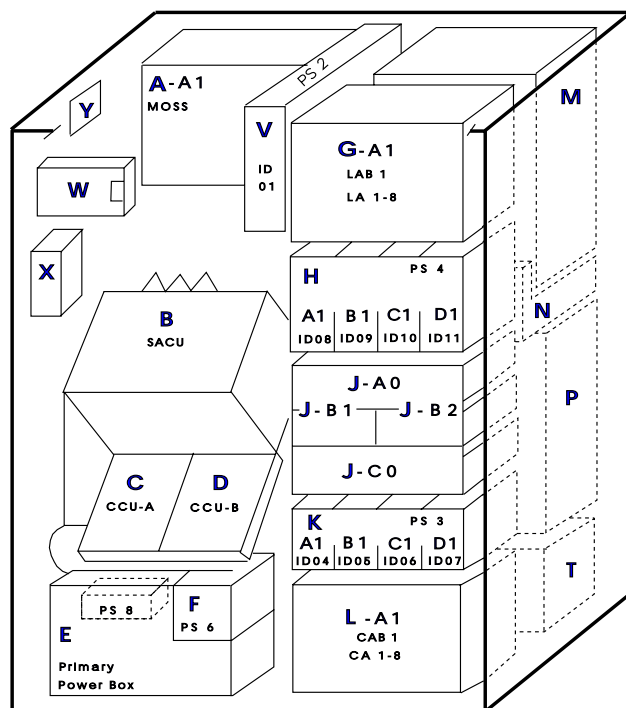 Y
A-A1
MOSS
PS 2
V
ID
01
G-A1
LAB 1
LA 1-8
M
W
X
H
PS 4
A1 B1 C1 D1
ID08 ID09 ID10 ID11
N
B
SACU
J-A0
J-B1 J-B2
J-C0
P
C
CCU-A
D
CCU-B
K
PS 3
A1 B1 C1 D1
ID04 ID05 ID06 ID07
T
PS 8
F
PS 6
E
Primary
Power Box
L-A1
CAB 1
CA 1-8